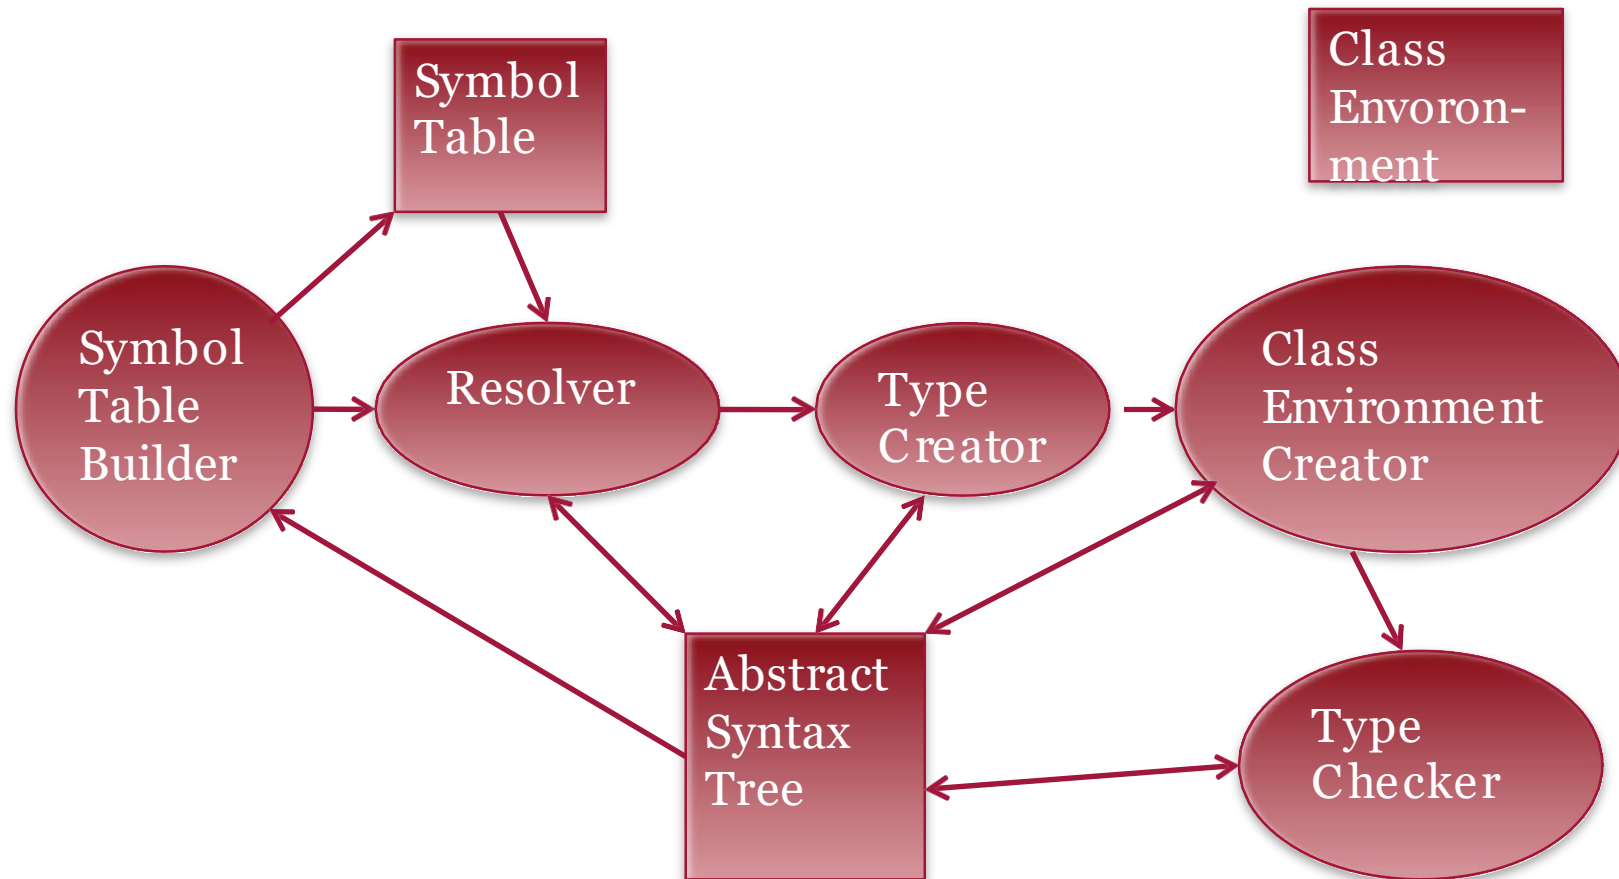 Symbol
Table
Class
Envoron-
ment
Symbol
Table
Builder
Resolver
Type
Creator
Class
Environment
Creator
Abstract
Syntax
Tree
Type
Checker